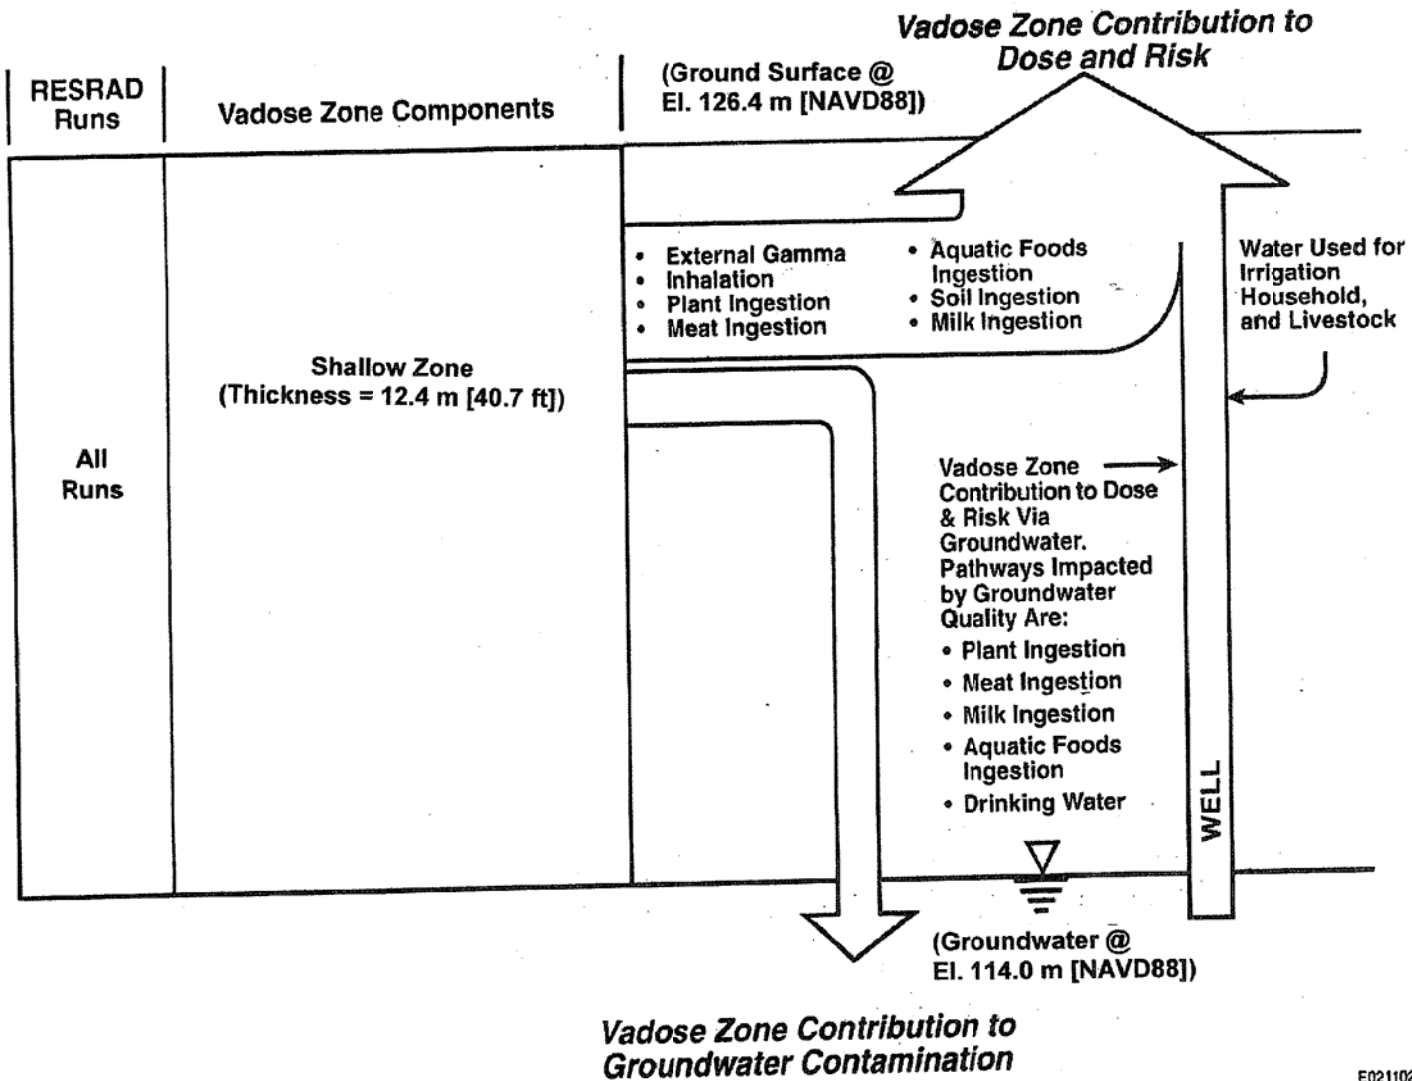 Vadose Zone Contribution to
Dose and Risk
RESRAD
Runs
Vadose Zone Components
(Ground Surface @
El. 126.4 m [NAVD88])
• External Gamma
• Inhalation
• Plant Ingestion
• Meat Ingestion
• Aquatic Foods
Ingestion
• Soil Ingestion
• Milk Ingestion
Water Used for
Irrigation
Household,
and Livestock
Shallow Zone
(Thickness = 12.4 m [40.7 ft])
All
Runs
Vadose Zone
Contribution to Dose
& Risk Via
Groundwater.
Pathways Impacted
by Groundwater
Quality Are:
• Plant Ingestion
• Meat Ingestion
• Milk Ingestion
• Aquatic Foods
Ingestion
• Drinking Water
WELL
(Groundwater @
El. 114.0 m [NAVD88])
Vadose Zone Contribution to
Groundwater Contamination
E021102